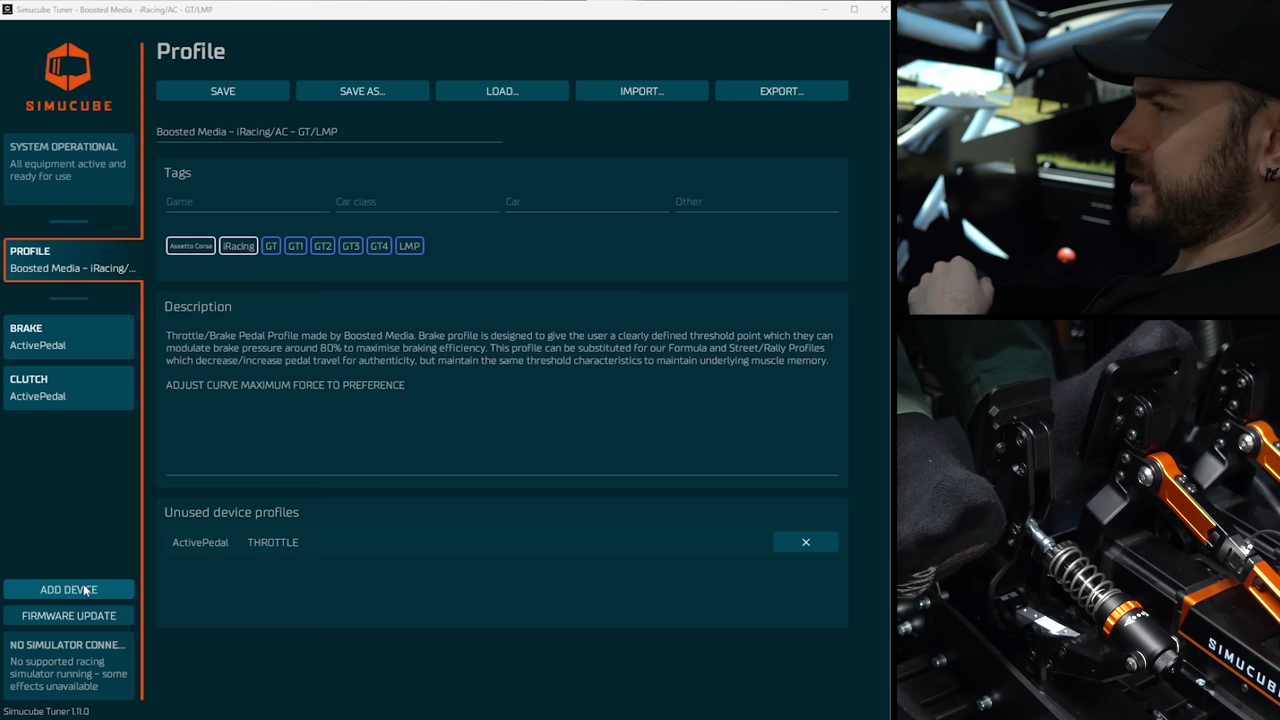 Simucube Tuner - Boosted Media - iRacing/AC - GT/LMP
SIMUCUBE
SYSTEM OPERATIONAL
All equipment active and
ready for use
PROFILE
Boosted Media - iRacing/...
BRAKE
ActivePedal
CLUTCH
ActivePedal
ADD DEVICE
FIRMWARE UPDATE
NO SIMULATOR CONNE...
No supported racing
simulator running - some
effects unavailable
Simucube Tuner 1.11.0
Profile
SAVE
SAVE AS...
LOAD...
IMPORT...
EXPORT...
Boosted Media - iRacing/AC - GT/LMP
Tags
Game
Car class
Car
Other
Assetto Corsa
iRacing
GT
GT1
GT2
GT3
GT4
LMP
Description
Throttle/Brake Pedal Profile made by Boosted Media. Brake profile is designed to give the user a clearly defined threshold point which they can
modulate brake pressure around 80% to maximise braking efficiency. This profile can be substituted for our Formula and Street/Rally Profiles
which decrease/increase pedal travel for authenticity, but maintain the same threshold characteristics to maintain underlying muscle memory.
ADJUST CURVE MAXIMUM FORCE TO PREFERENCE
Unused device profiles
ActivePedal THROTTLE
SIMUCUBE